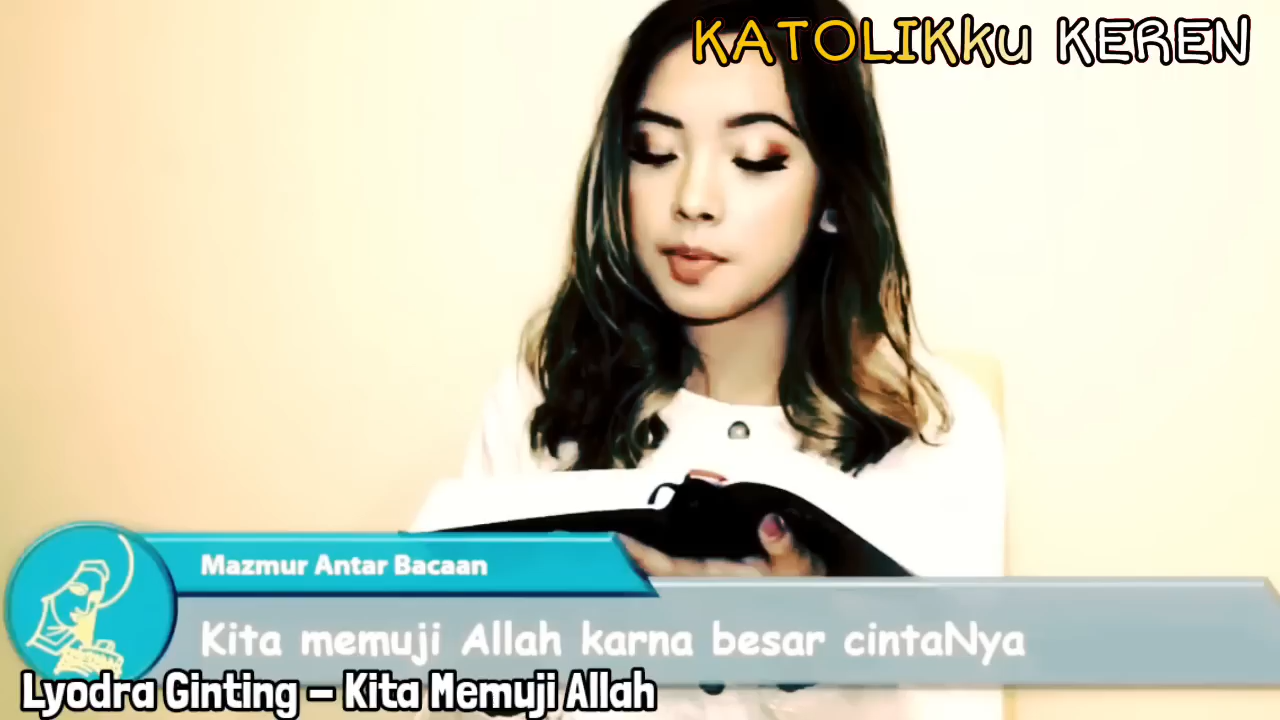 KATOLIKku KEREN
Mazmur Antar Bacaan
Kita memuji Allah karna besar cintaNya
Lyodra Ginting – Kita Memuji Allah